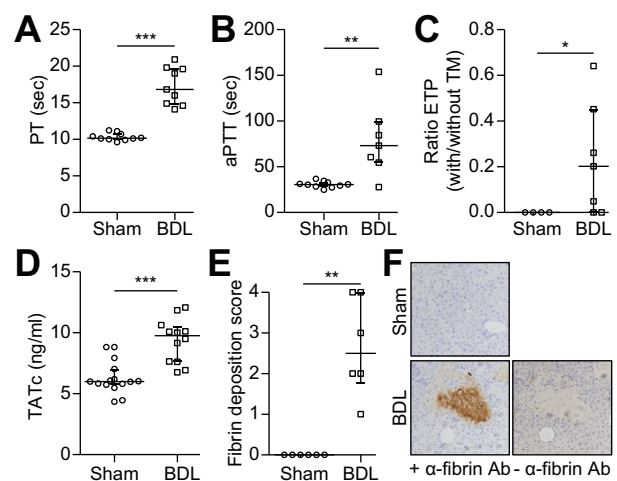 A
PT (sec)
25
20
15
10
5
0
***
Sham BDL
B
aPTT (sec)
200
150
100
50
0
**
Sham BDL
C
Ratio ETP
(with/without TM)
0.8
0.6
0.4
0.2
0.0
*
Sham BDL
D
TATc (ng/ml)
15
10
5
0
***
Sham BDL
E
Fibrin deposition score
4
3
2
1
0
**
Sham BDL
F
Sham
BDL
+ α-fibrin Ab - α-fibrin Ab